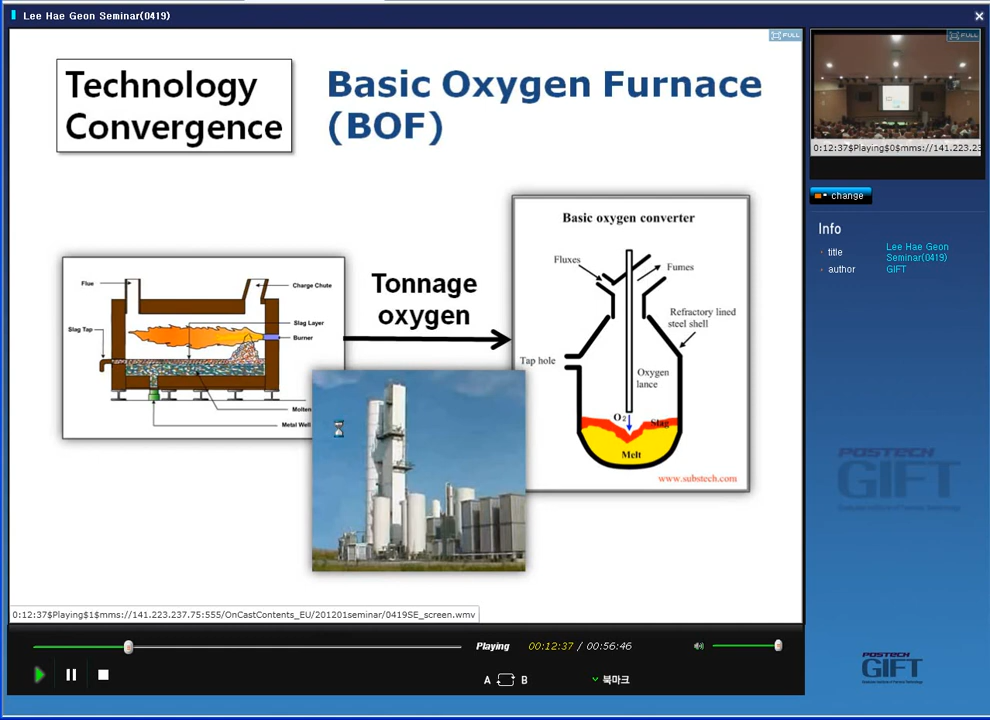 Lee Hae Geon Seminar(0419)
FULL
Technology
Convergence
Basic Oxygen Furnace
(BOF)
Flue
Charge Chute
Slag Tap
Slag Layer
Burner
Molten
Metal Well
Tonnage
oxygen
Basic oxygen converter
Fluxes
Fumes
Refractory lined
steel shell
Tap hole
Oxygen
lance
O2
Slag
Melt
www.substech.com
0:12:37$Playing$1$mms://141.223.237.75:555/OnCastContents_EU/201201seminar/0419SE_screen.wmv
Playing
00:12:37 / 00:56:46
A B
북마크
FULL
0:12:37$Playing$0$mms://141.223.23
change
Info
title
Lee Hae Geon
Seminar(0419)
author
GIFT
POSTECH
GIFT
POSTECH
GIFT